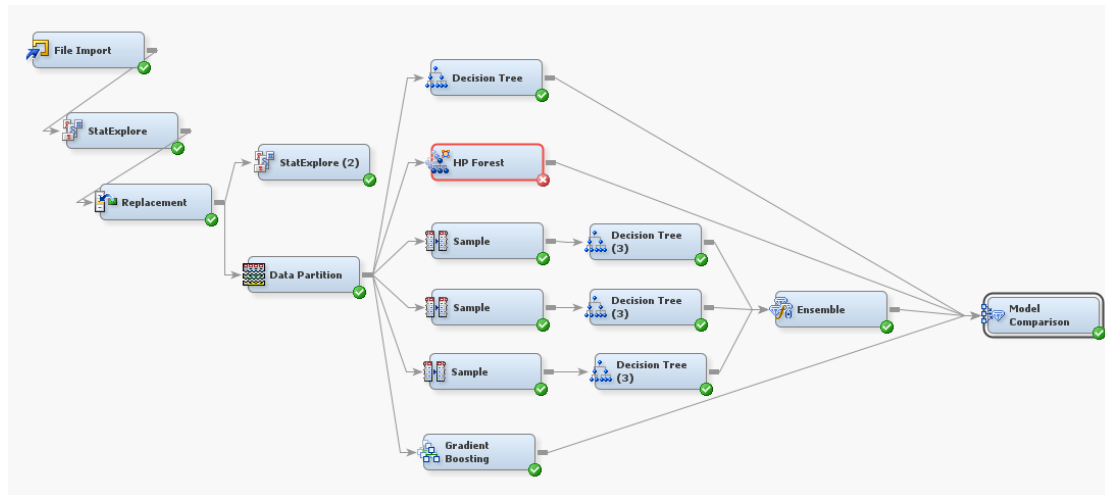 File Import
StatExplore
Replacement
StatExplore (2)
Data Partition
Decision Tree
HP Forest
Sample
Decision Tree
(3)
Sample
Decision Tree
(3)
Sample
Decision Tree
(3)
Gradient
Boosting
Ensemble
Model
Comparison